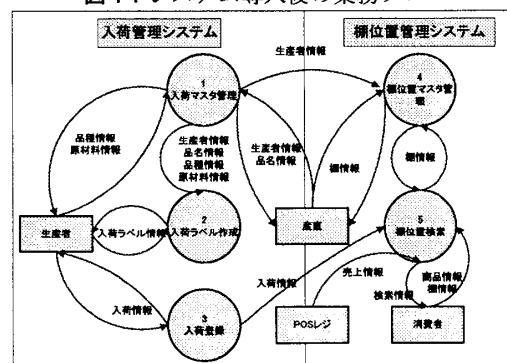 入荷管理システム
棚位置管理システム
生産者情報
1
入荷マスタ管理
4
棚位置マスタ管
理
品種情報
原材料情報
生産者情報
品名情報
品種情報
原材料情報
生産者情報
品名情報
棚情報
棚情報
生産者
入荷ラベル情報
2
入荷ラベル作成
産直
5
棚位置検索
入荷情報
売上情報
商品情報
棚情報
検索情報
入荷情報
3
入荷登録
POSレジ
消費者